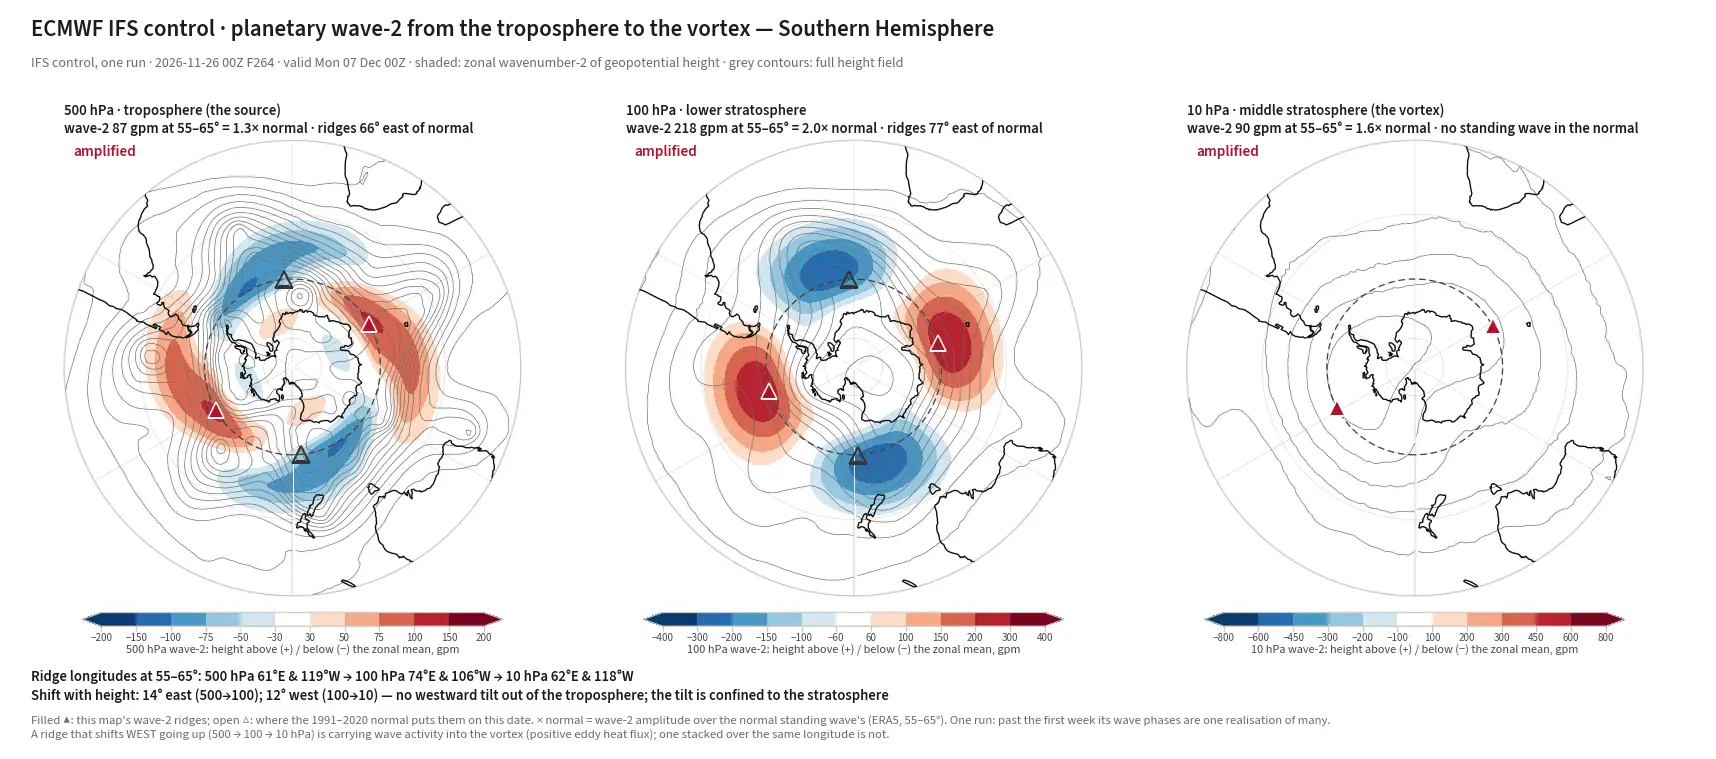 ECMWF IFS control · planetary wave-2 from the troposphere to the vortex — Southern Hemisphere
IFS control, one run · 2026-11-26 00Z F264 · valid Mon 07 Dec 00Z · shaded: zonal wavenumber-2 of geopotential height · grey contours: full height field
500 hPa · troposphere (the source)
wave-2 87 gpm at 55–65° = 1.3× normal · ridges 66° east of normal
amplified
100 hPa · lower stratosphere
wave-2 218 gpm at 55–65° = 2.0× normal · ridges 77° east of normal
amplified
10 hPa · middle stratosphere (the vortex)
wave-2 90 gpm at 55–65° = 1.6× normal · no standing wave in the normal
amplified
−200 −150 −100 −75 −50 −30 30 50 75 100 150 200
500 hPa wave-2: height above (+) / below (−) the zonal mean, gpm
−400 −300 −200 −150 −100 −60 60 100 150 200 300 400
100 hPa wave-2: height above (+) / below (−) the zonal mean, gpm
−800 −600 −450 −300 −200 −100 100 200 300 450 600 800
10 hPa wave-2: height above (+) / below (−) the zonal mean, gpm
Ridge longitudes at 55–65°: 500 hPa 61°E & 119°W → 100 hPa 74°E & 106°W → 10 hPa 62°E & 118°W
Shift with height: 14° east (500→100); 12° west (100→10) — no westward tilt out of the troposphere; the tilt is confined to the stratosphere
Filled ▲: this map's wave-2 ridges; open △: where the 1991–2020 normal puts them on this date. × normal = wave-2 amplitude over the normal standing wave's (ERA5, 55–65°). One run: past the first week its wave phases are one realisation of many.
A ridge that shifts WEST going up (500 → 100 → 10 hPa) is carrying wave activity into the vortex (positive eddy heat flux); one stacked over the same longitude is not.